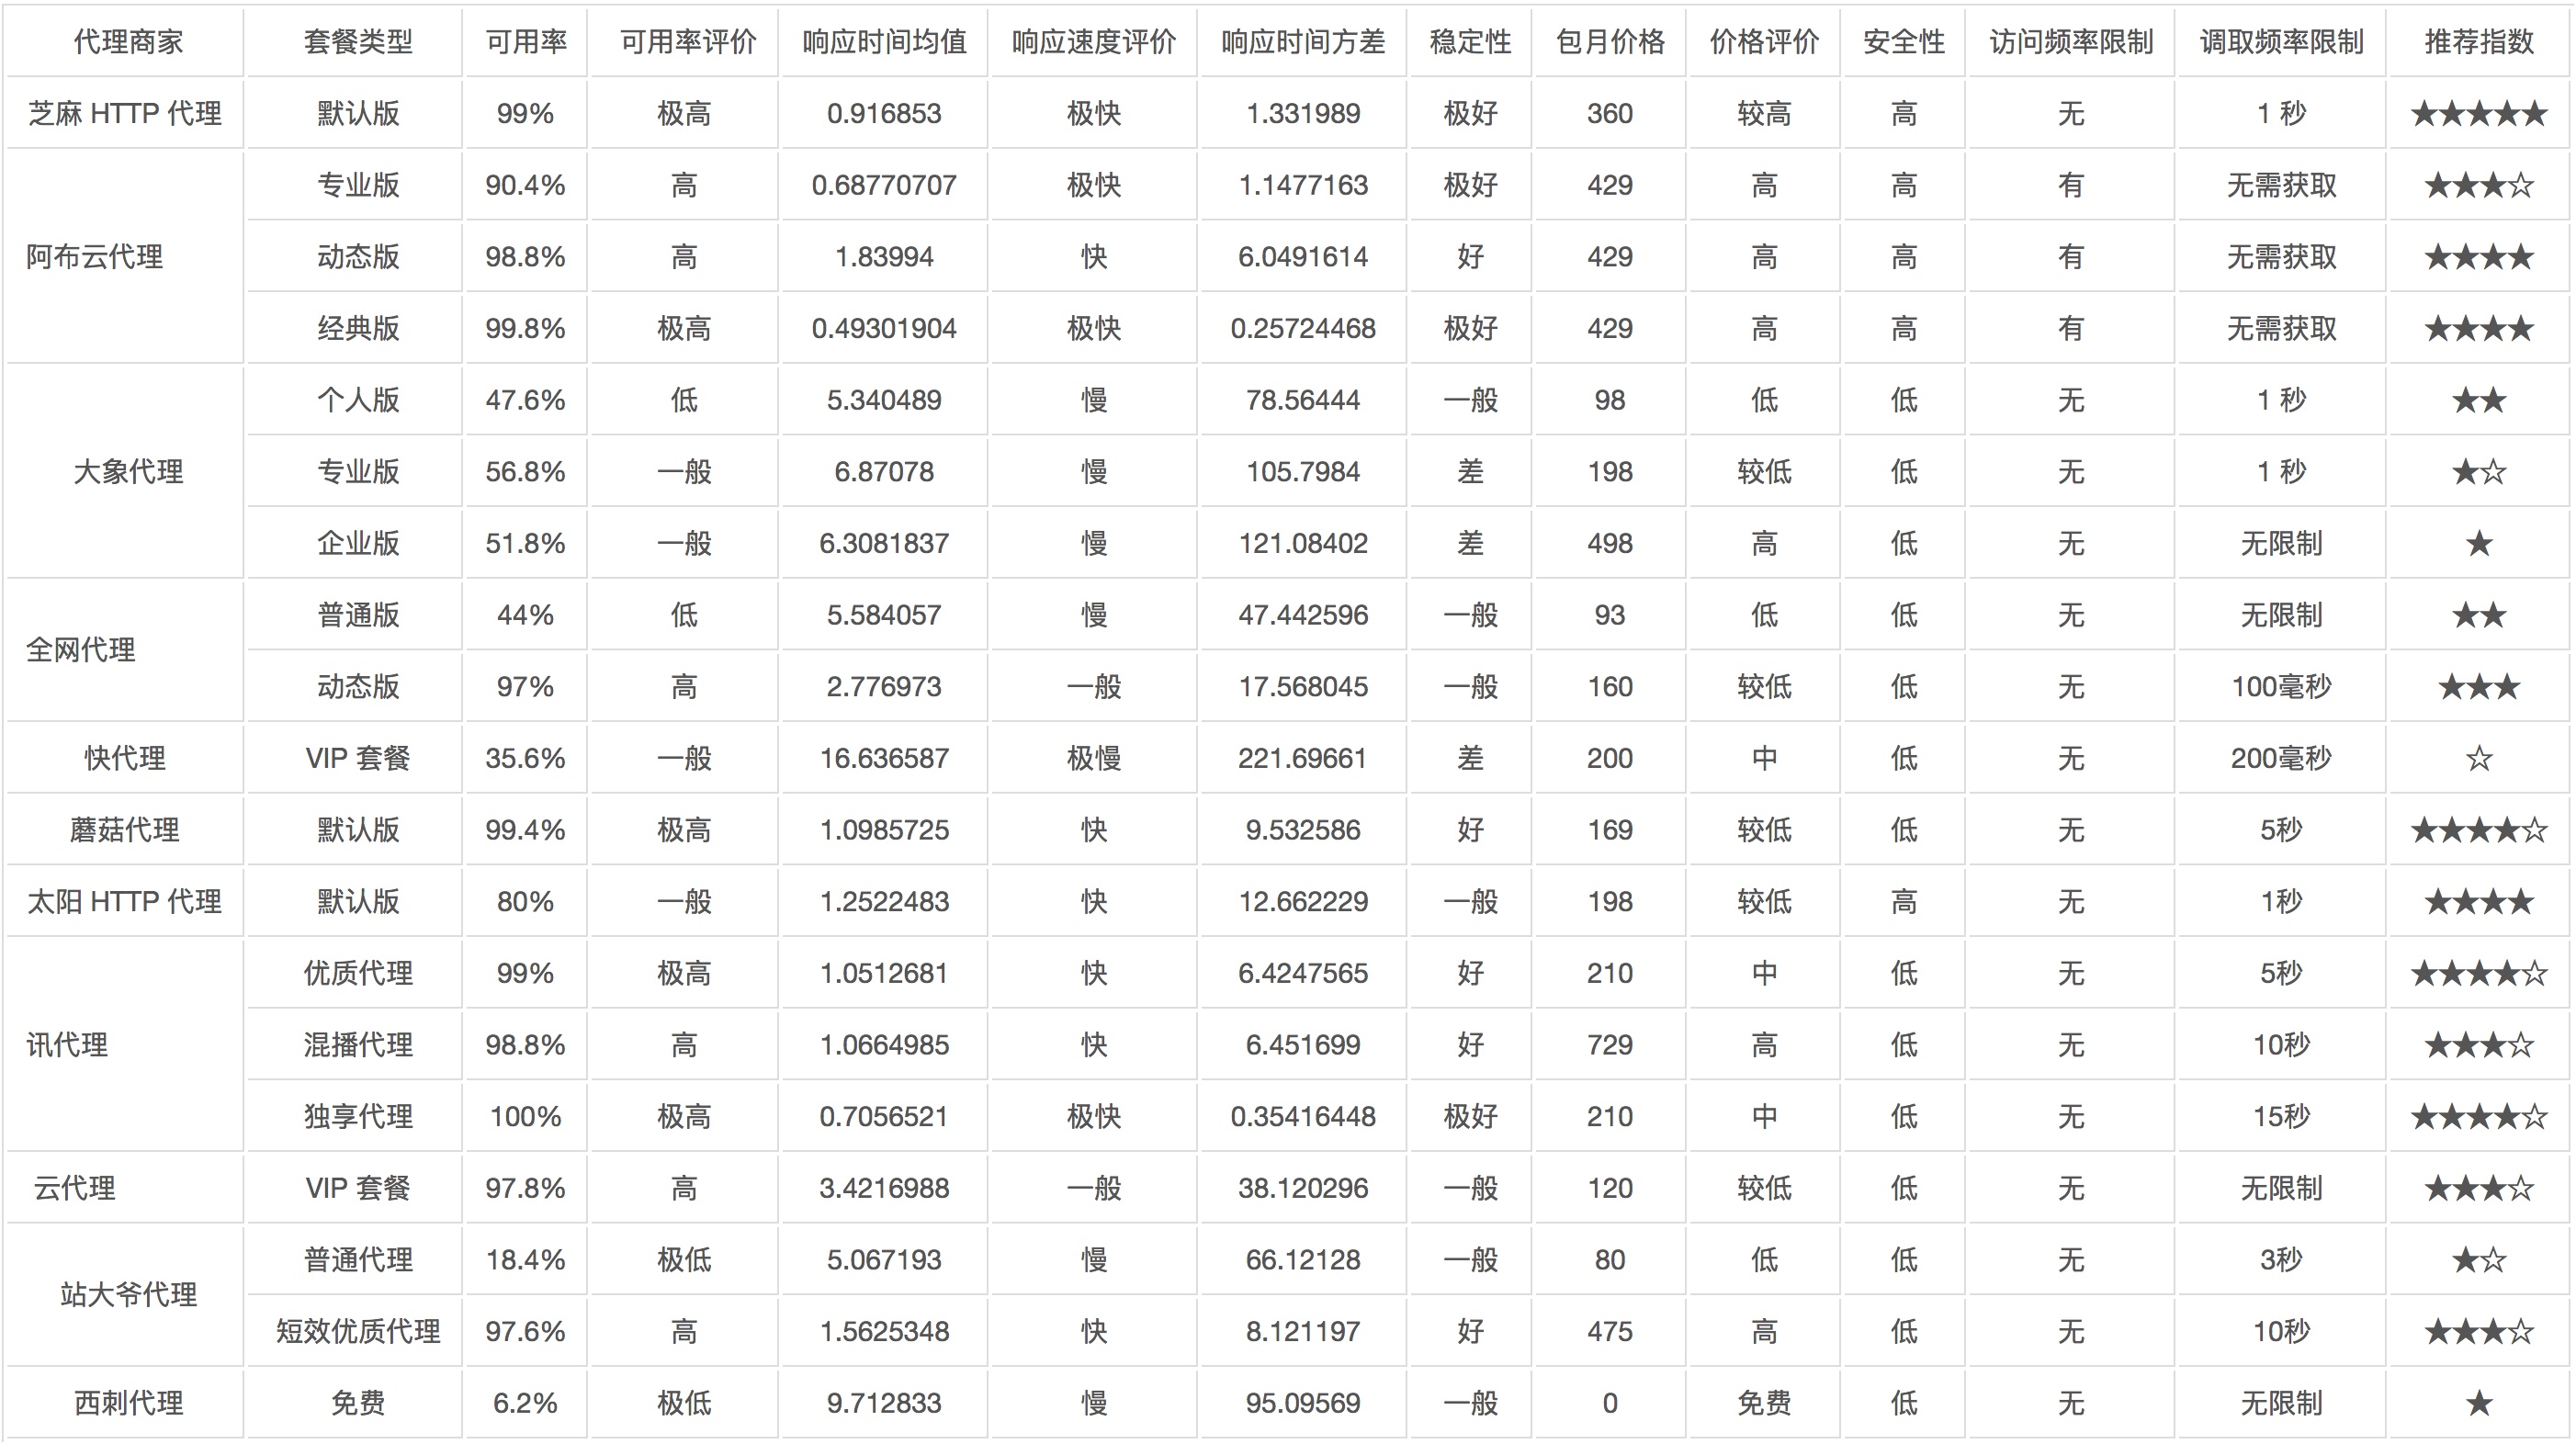 代理商家 套餐类型 可用率 可用率评价 响应时间均值 响应速度评价 响应时间方差 稳定性 包月价格 价格评价 安全性 访问频率限制 调取频率限制 推荐指数
芝麻 HTTP 代理 默认版 99% 极高 0.916853 极快 1.331989 极好 360 较高 高 无 1 秒 ★★★★★
专业版 90.4% 高 0.68770707 极快 1.1477163 极好 429 高 高 有 无需获取 ★★★☆
阿布云代理 动态版 98.8% 高 1.83994 快 6.0491614 好 429 高 高 有 无需获取 ★★★★
经典版 99.8% 极高 0.49301904 极快 0.25724468 极好 429 高 高 有 无需获取 ★★★★
个人版 47.6% 低 5.340489 慢 78.56444 一般 98 低 低 无 1 秒 ★★
大象代理 专业版 56.8% 一般 6.87078 慢 105.7984 差 198 较低 低 无 1 秒 ★☆
企业版 51.8% 一般 6.3081837 慢 121.08402 差 498 高 低 无 无限制 ★
全网代理 普通版 44% 低 5.584057 慢 47.442596 一般 93 低 低 无 无限制 ★★
动态版 97% 高 2.776973 一般 17.568045 一般 160 较低 低 无 100毫秒 ★★★
快代理 VIP 套餐 35.6% 一般 16.636587 极慢 221.69661 差 200 中 低 无 200毫秒 ☆
蘑菇代理 默认版 99.4% 极高 1.0985725 快 9.532586 好 169 较低 低 无 5秒 ★★★★☆
太阳 HTTP 代理 默认版 80% 一般 1.2522483 快 12.662229 一般 198 较低 高 无 1秒 ★★★★
优质代理 99% 极高 1.0512681 快 6.4247565 好 210 中 低 无 5秒 ★★★★☆
讯代理 混播代理 98.8% 高 1.0664985 快 6.451699 好 729 高 低 无 10秒 ★★★☆
独享代理 100% 极高 0.7056521 极快 0.35416448 极好 210 中 低 无 15秒 ★★★★☆
云代理 VIP 套餐 97.8% 高 3.4216988 一般 38.120296 一般 120 较低 低 无 无限制 ★★★☆
站大爷代理 普通代理 18.4% 极低 5.067193 慢 66.12128 一般 80 低 低 无 3秒 ★☆
短效优质代理 97.6% 高 1.5625348 快 8.121197 好 475 高 低 无 10秒 ★★★☆
西刺代理 免费 6.2% 极低 9.712833 慢 95.09569 一般 0 免费 低 无 无限制 ★